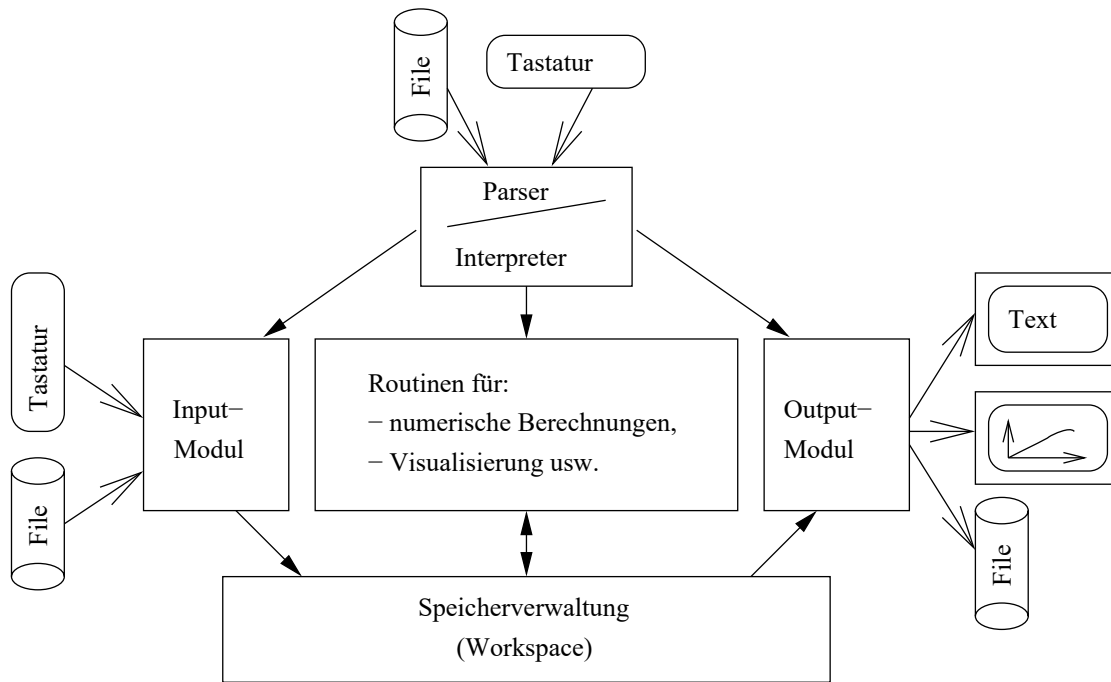 File
Tastatur
Parser
Interpreter
Tastatur
File
Input−
Modul
Routinen für:
− numerische Berechnungen,
− Visualisierung usw.
Output−
Modul
Text
File
Speicherverwaltung
(Workspace)